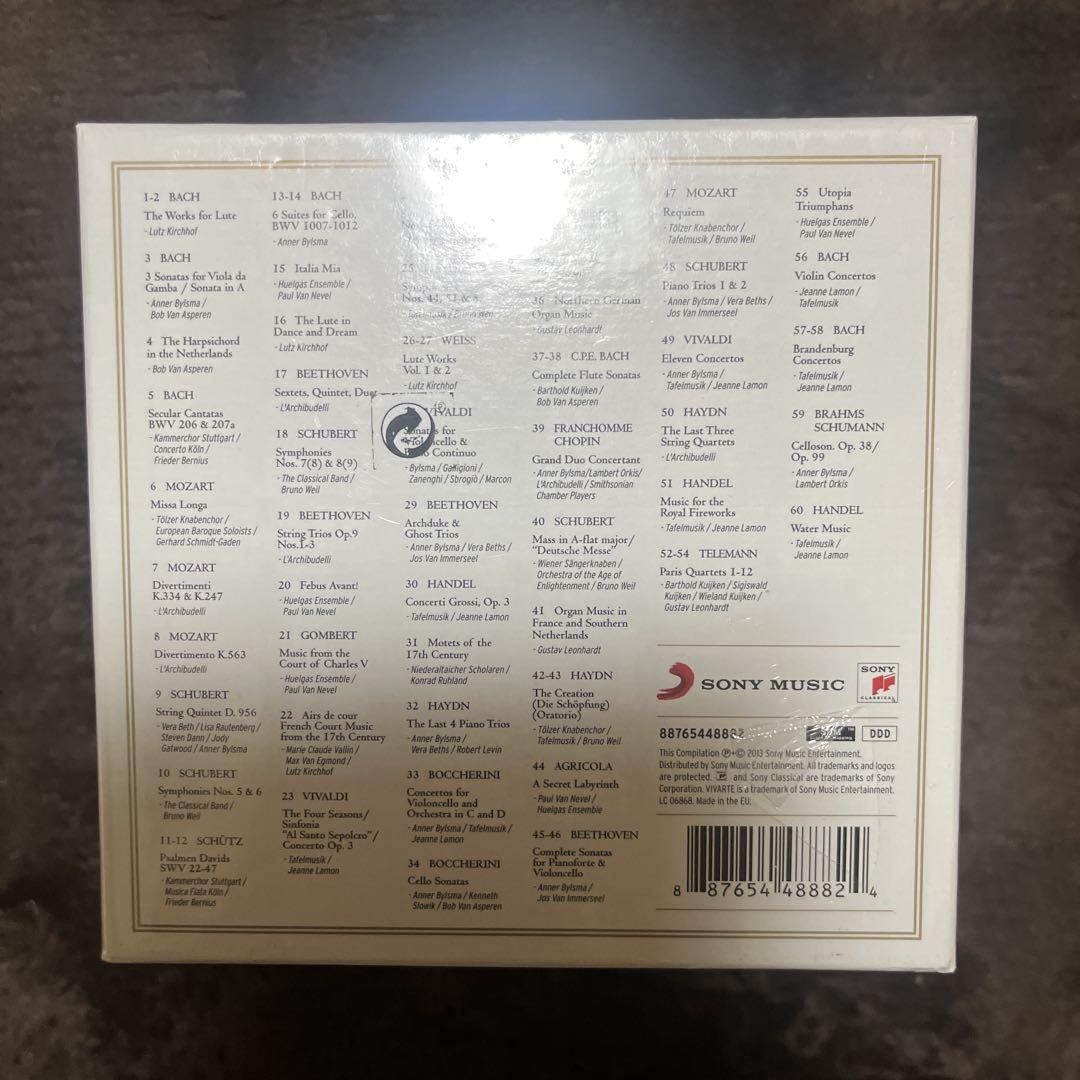 1-2 BACH
The Works for Lute
- Lutz Kirchhof
3 BACH
3 Sonatas for Viola da
Gamba / Sonata in A
- Anner Bylsma /
Bob Van Asperen
4 The Harpsichord
in the Netherlands
- Bob Van Asperen
5 BACH
Secular Cantatas
BWV 206 & 207a
- Kammerchor Stuttgart /
Concerto Köln /
Frieder Bernius
6 MOZART
Missa Longa
- Tölzer Knabenchor /
European Baroque Soloists /
Gerhard Schmidt-Gaden
7 MOZART
Divertimenti
K.334 & K.247
- L'Archibudelli
8 MOZART
Divertimento K.563
- L'Archibudelli
9 SCHUBERT
String Quintet D. 956
- Vera Beth / Lisa Rautenberg /
Steven Dann / Jody
Gatwood / Anner Bylsma
10 SCHUBERT
Symphonies Nos. 5 & 6
- The Classical Band /
Bruno Weil
11-12 SCHÜTZ
Psalmen Davids
SWV 22-47
- Kammerchor Stuttgart /
Musica Fiata Köln /
Frieder Bernius
13-14 BACH
6 Suites for Cello,
BWV 1007-1012
- Anner Bylsma
15 Italia Mia
- Huelgas Ensemble /
Paul Van Nevel
16 The Lute in
Dance and Dream
- Lutz Kirchhof
17 BEETHOVEN
Sextets, Quintet, Duet
- L'Archibudelli
18 SCHUBERT
Symphonies
Nos. 7(8) & 8(9)
- The Classical Band /
Bruno Weil
19 BEETHOVEN
String Trios Op.9
Nos.1-3
- L'Archibudelli
20 Febus Avant!
- Huelgas Ensemble /
Paul Van Nevel
21 GOMBERT
Music from the
Court of Charles V
- Huelgas Ensemble /
Paul Van Nevel
22 Airs de cour
French Court Music
from the 17th Century
- Marie Claude Vallin /
Max Van Egmond /
Lutz Kirchhof
23 VIVALDI
The Four Seasons /
Sinfonia
"Al Santo Sepolcro" /
Concerto Op. 3
- Tafelmusik /
Jeanne Lamon
25
Nos. 44,
- Tafelmusik / Bruno Weil
26-27 WEISS
Lute Works
Vol. 1 & 2
- Lutz Kirchhof
VIVALDI
Sonatas for
Violoncello &
Continuo
- Bylsma / Galligioni /
Zanenghi / Sbrogiò / Marcon
29 BEETHOVEN
Archduke &
Ghost Trios
- Anner Bylsma / Vera Beths /
Jos Van Immerseel
30 HANDEL
Concerti Grossi, Op. 3
- Tafelmusik / Jeanne Lamon
31 Motets of the
17th Century
- Niederaltaicher Scholaren /
Konrad Ruhland
32 HAYDN
The Last 4 Piano Trios
- Anner Bylsma /
Vera Beths / Robert Levin
33 BOCCHERINI
Concertos for
Violoncello and
Orchestra in C and D
- Anner Bylsma / Tafelmusik /
Jeanne Lamon
34 BOCCHERINI
Cello Sonatas
- Anner Bylsma / Kenneth
Slowik / Bob Van Asperen
36 Northern German
Organ Music
- Gustav Leonhardt
37-38 C.P.E. BACH
Complete Flute Sonatas
- Barthold Kuijken /
Bob Van Asperen
39 FRANCHOMME
CHOPIN
Grand Duo Concertant
- Anner Bylsma/Lambert Orkis/
L'Archibudelli / Smithsonian
Chamber Players
40 SCHUBERT
Mass in A-flat major/
"Deutsche Messe"
- Wiener Sängerknaben /
Orchestra of the Age of
Enlightenment / Bruno Weil
41 Organ Music in
France and Southern
Netherlands
- Gustav Leonhardt
42-43 HAYDN
The Creation
(Die Schöpfung)
(Oratorio)
- Tölzer Knabenchor /
Tafelmusik / Bruno Weil
44 AGRICOLA
A Secret Labyrinth
- Paul Van Nevel /
Huelgas Ensemble
45-46 BEETHOVEN
Complete Sonatas
for Pianoforte &
Violoncello
- Anner Bylsma /
Jos Van Immerseel
47 MOZART
Requiem
- Tölzer Knabenchor /
Tafelmusik / Bruno Weil
48 SCHUBERT
Piano Trios 1 & 2
- Anner Bylsma / Vera Beths /
Jos Van Immerseel
49 VIVALDI
Eleven Concertos
- Anner Bylsma /
Tafelmusik / Jeanne Lamon
50 HAYDN
The Last Three
String Quartets
- L'Archibudelli
51 HANDEL
Music for the
Royal Fireworks
- Tafelmusik / Jeanne Lamon
52-54 TELEMANN
Paris Quartets 1-12
- Barthold Kuijken / Sigiswald
Kuijken / Wieland Kuijken /
Gustav Leonhardt
55 Utopia
Triumphans
- Huelgas Ensemble /
Paul Van Nevel
56 BACH
Violin Concertos
- Jeanne Lamon /
Tafelmusik
57-58 BACH
Brandenburg
Concertos
- Tafelmusik /
Jeanne Lamon
59 BRAHMS
SCHUMANN
Celloson. Op. 38/
Op. 99
- Anner Bylsma /
Lambert Orkis
60 HANDEL
Water Music
- Tafelmusik /
Jeanne Lamon
SONY MUSIC
SONY
CLASSICAL
88765448882
DDD
This Compilation ℗+© 2013 Sony Music Entertainment.
Distributed by Sony Music Entertainment. All trademarks and logos
are protected. and Sony Classical are trademarks of Sony
Corporation. VIVARTE is a trademark of Sony Music Entertainment.
LC 06868. Made in the EU.
8 87654 48882 4